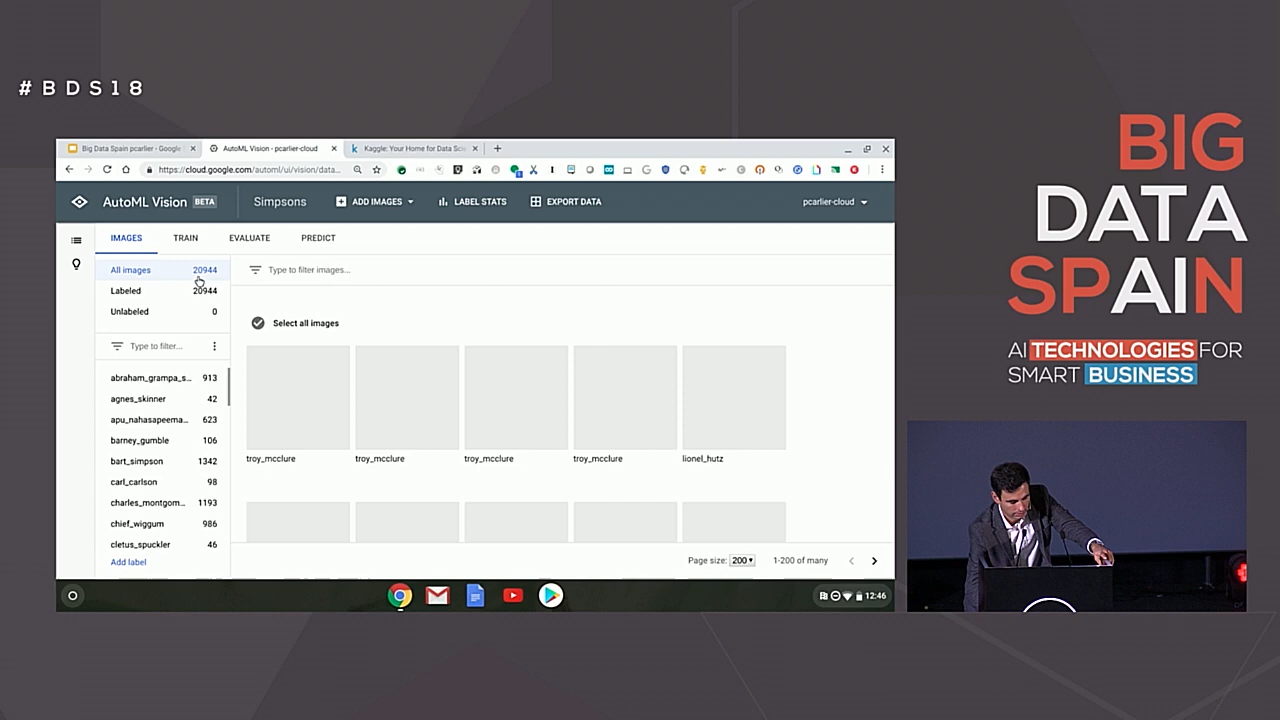 #BDS18
BIG
DATA
SPAIN
AI TECHNOLOGIES FOR
SMART BUSINESS
Big Data Spain pcarlier - Google
AutoML Vision - pcarlier-cloud
Kaggle: Your Home for Data Scie
https://cloud.google.com/automl/ui/vision/data...
AutoML Vision BETA
Simpsons
ADD IMAGES
LABEL STATS
EXPORT DATA
pcarlier-cloud
IMAGES
TRAIN
EVALUATE
PREDICT
All images 20944
Labeled 20944
Unlabeled 0
Type to filter...
abraham_grampa_s... 913
agnes_skinner 42
apu_nahasapeema... 623
barney_gumble 106
bart_simpson 1342
carl_carlson 98
charles_montgom... 1193
chief_wiggum 986
cletus_spuckler 46
Add label
Type to filter images...
Select all images
troy_mcclure
troy_mcclure
troy_mcclure
troy_mcclure
lionel_hutz
Page size: 200
1-200 of many
12:46